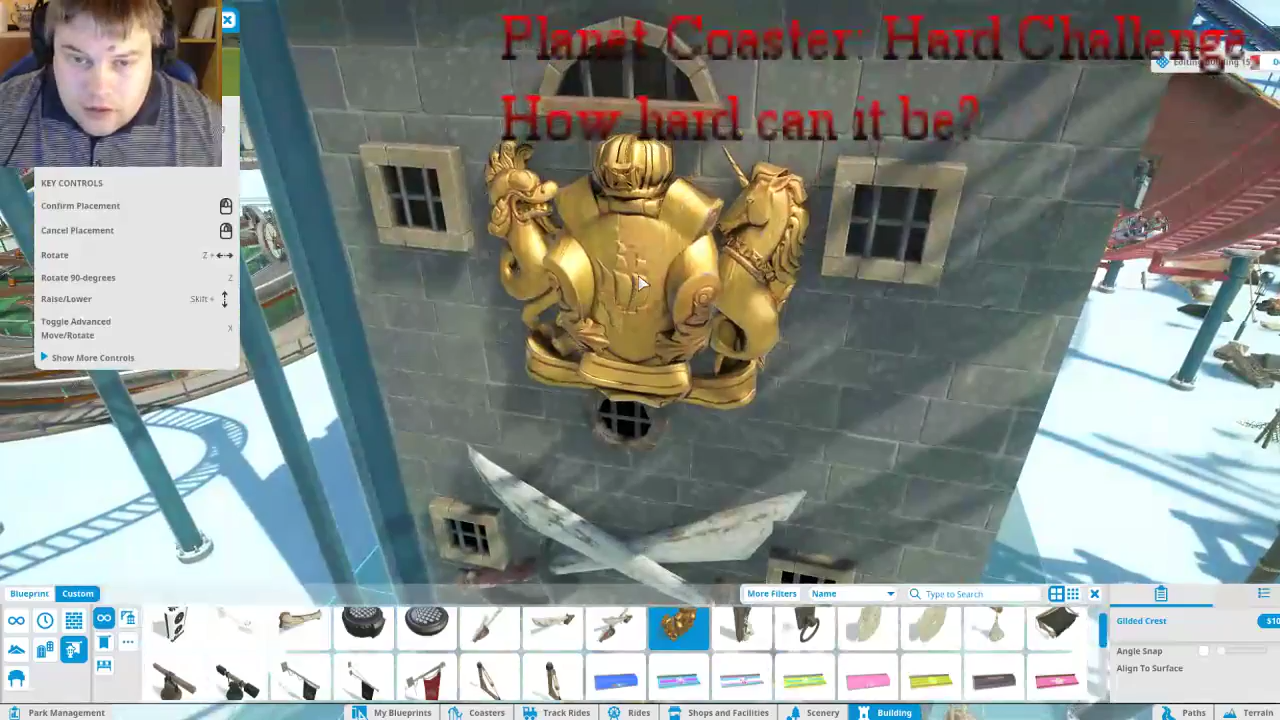 Planet Coaster: Hard Challenge
How hard can it be?
KEY CONTROLS
Confirm Placement
Cancel Placement
Rotate Z +
Rotate 90-degrees Z
Raise/Lower Shift +
Toggle Advanced
Move/Rotate X
Show More Controls
Blueprint Custom
More Filters Name Type to Search
Gilded Crest $10
Angle Snap
Align To Surface
Park Management My Blueprints Coasters Track Rides Rides Shops and Facilities Scenery Building Paths Terrain